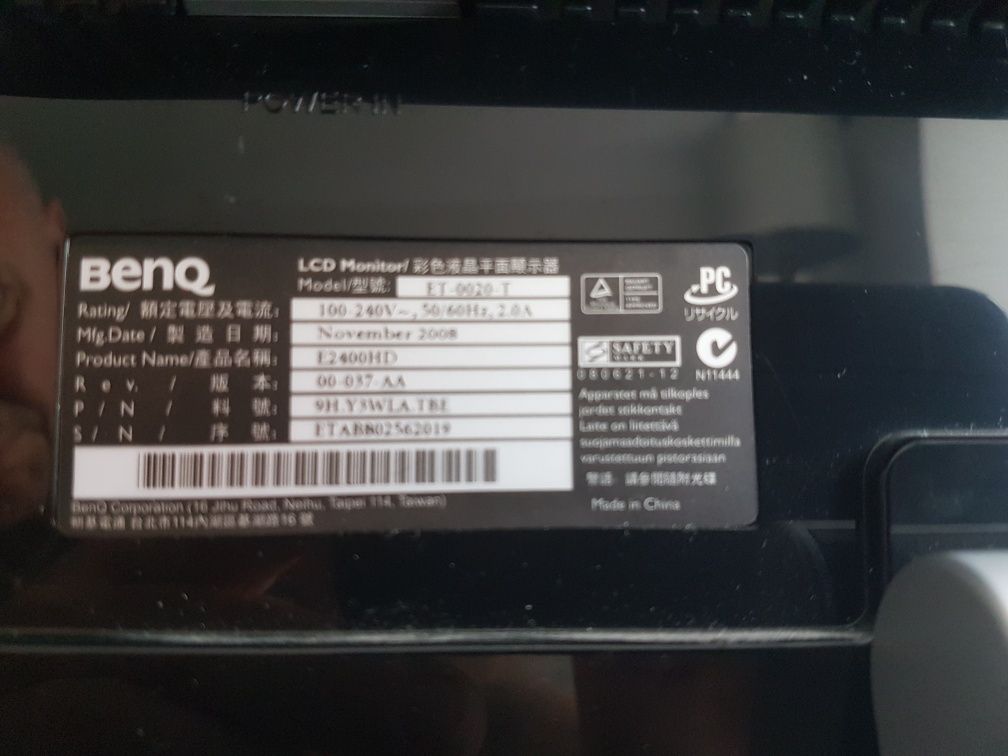 POWER-IN
BenQ
LCD Monitor/ 彩色液晶平面顯示器
Model/型號: ET-0020-T
Rating/ 額定電壓及電流: 100-240V~, 50/60Hz, 2.0A
Mfg.Date / 製 造 日 期: November 2008
Product Name/產品名稱: E2400HD
R e v. / 版 本: 00-037-AA
P / N / 料 號: 9H.Y3WLA.TBE
S / N / 序 號: ETAB802562019
BenQ Corporation (16 Jihu Road, Neihu, Taipei 114, Taiwan)
明基電通 台北市114內湖區基湖路16 號
PC
リサイクル
SAFETY
080621-12
N11444
Apparatet må tilkoples
jordet stikkontakt
Laite on liitettävä
suojamaadoituskoskettimilla
varustettuun pistorasiaan
警語: 請參閱隨附光碟
Made in China